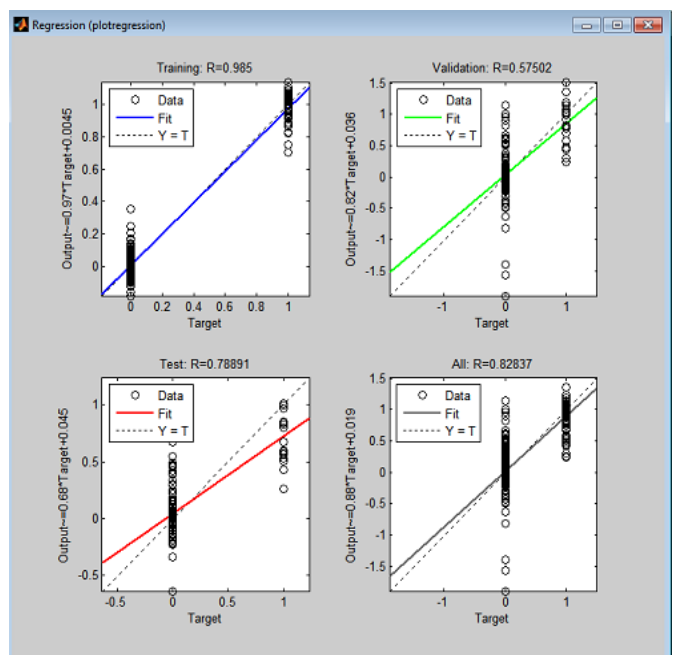 Regression (plotregression)
Training: R=0.985
Data
Fit
Y = T
Output~=0.97*Target+0.0045
1
0.8
0.6
0.4
0.2
0
0 0.2 0.4 0.6 0.8 1
Target
Validation: R=0.57502
Data
Fit
Y = T
Output~=0.82*Target+0.036
1.5
1
0.5
0
-0.5
-1
-1.5
-1 0 1
Target
Test: R=0.78891
Data
Fit
Y = T
Output~=0.68*Target+0.045
1
0.5
0
-0.5
-0.5 0 0.5 1
Target
All: R=0.82837
Data
Fit
Y = T
Output~=0.88*Target+0.019
1.5
1
0.5
0
-0.5
-1
-1.5
-1 0 1
Target